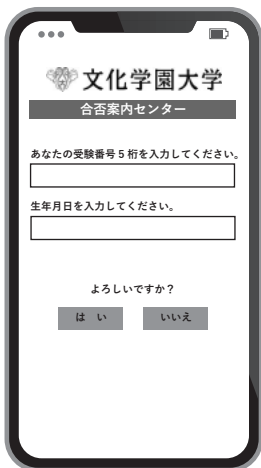 文化学園大学
合否案内センター
あなたの受験番号5桁を入力してください。
生年月日を入力してください。
よろしいですか？
は い
いいえ